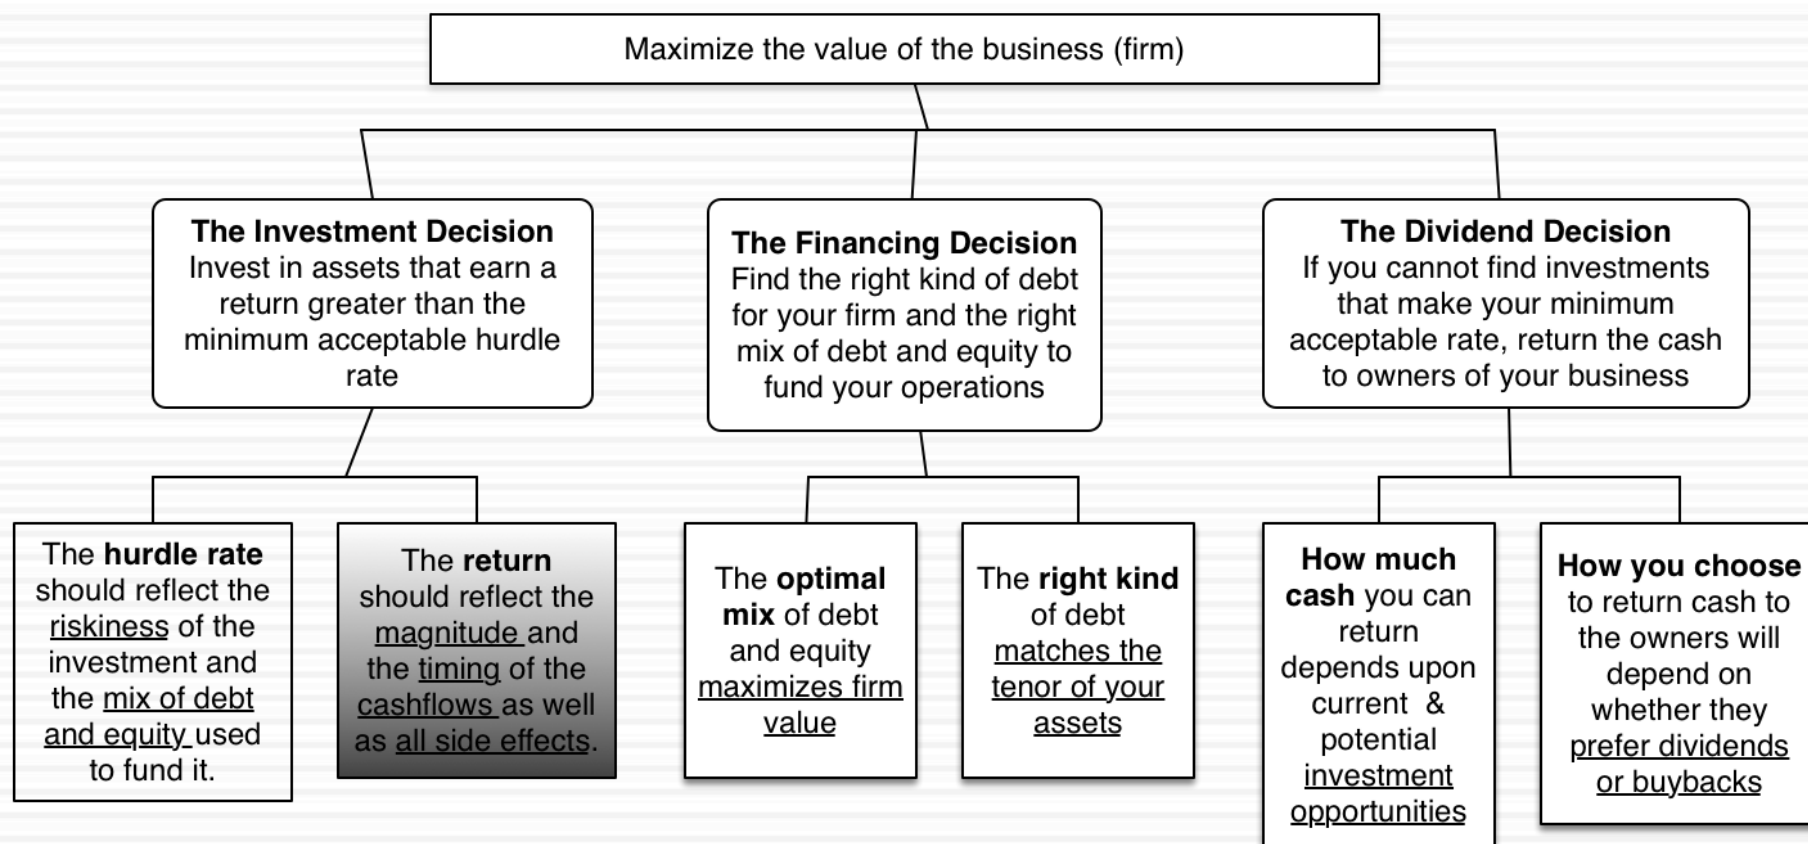 Maximize the value of the business (firm)
The Investment Decision
Invest in assets that earn a
return greater than the
minimum acceptable hurdle
rate
The Financing Decision
Find the right kind of debt
for your firm and the right
mix of debt and equity to
fund your operations
The Dividend Decision
If you cannot find investments
that make your minimum
acceptable rate, return the cash
to owners of your business
The hurdle rate
should reflect the
riskiness of the
investment and
the mix of debt
and equity used
to fund it.
The return
should reflect the
magnitude and
the timing of the
cashflows as well
as all side effects.
The optimal
mix of debt
and equity
maximizes firm
value
The right kind
of debt
matches the
tenor of your
assets
How much
cash you can
return
depends upon
current &
potential
investment
opportunities
How you choose
to return cash to
the owners will
depend on
whether they
prefer dividends
or buybacks